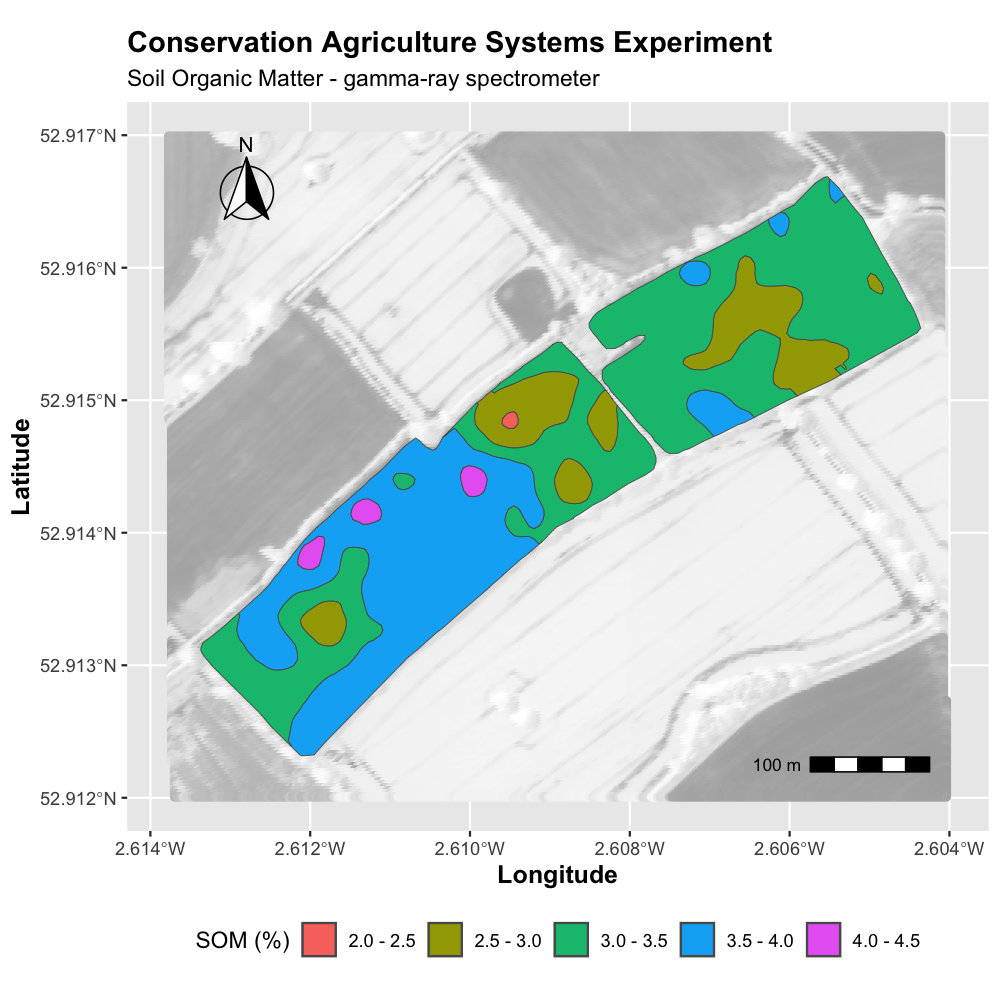 Conservation Agriculture Systems Experiment
Soil Organic Matter - gamma-ray spectrometer
N
52.917°N
52.916°N
52.915°N
52.914°N
52.913°N
52.912°N
Latitude
100 m
2.614°W 2.612°W 2.610°W 2.608°W 2.606°W 2.604°W
Longitude
SOM (%) 2.0 - 2.5 2.5 - 3.0 3.0 - 3.5 3.5 - 4.0 4.0 - 4.5